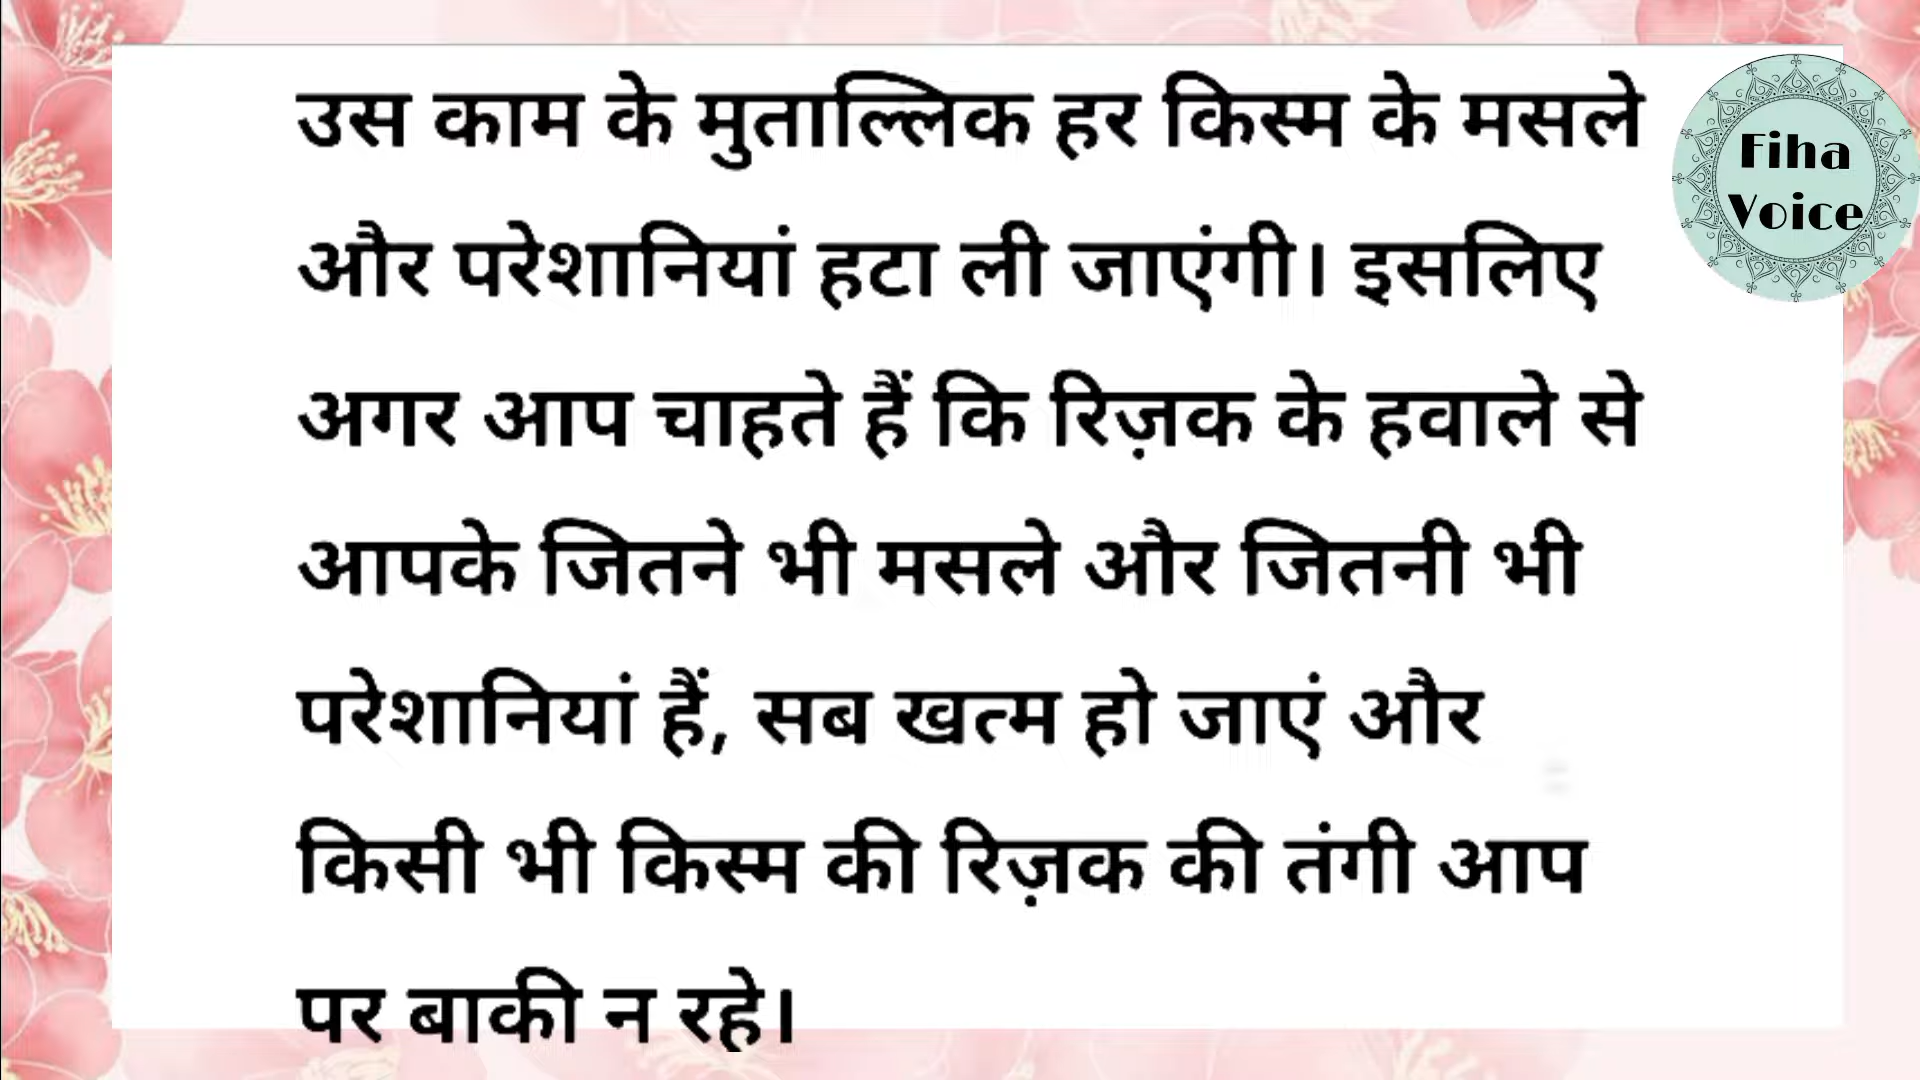 उस काम के मुताल्लिक हर किस्म के मसले
और परेशानियां हटा ली जाएंगी। इसलिए
अगर आप चाहते हैं कि रिज़क के हवाले से
आपके जितने भी मसले और जितनी भी
परेशानियां हैं, सब खत्म हो जाएं और
किसी भी किस्म की रिज़क की तंगी आप
पर बाकी न रहे।
Fiha
Voice